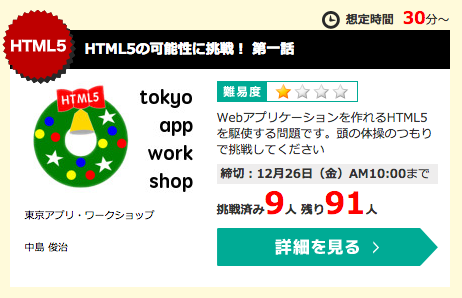 想定時間 30分～
HTML5
HTML5の可能性に挑戦！ 第一話
HTML5
tokyo
app
work
shop
東京アプリ・ワークショップ
中島 俊治
難易度
Webアプリケーションを作れるHTML5
を駆使する問題です。頭の体操のつもり
で挑戦してください
締切：12月26日（金）AM10:00まで
挑戦済み9人 残り91人
詳細を見る